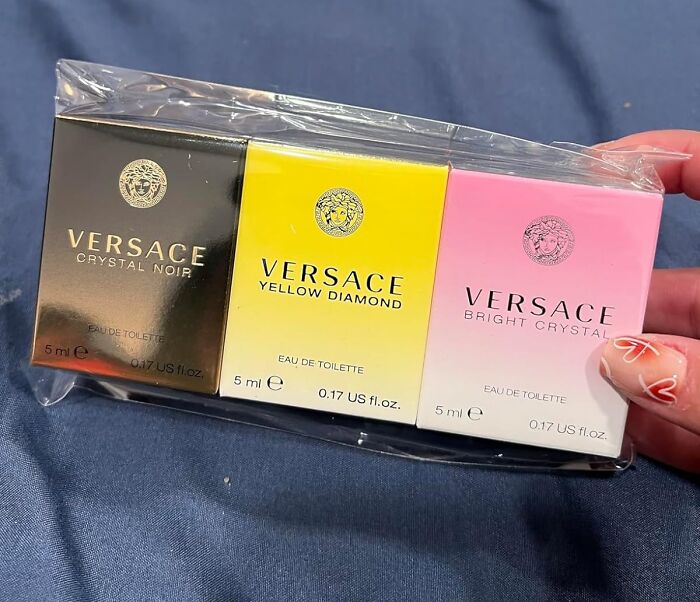 VERSACE
CRYSTAL NOIR
EAU DE TOILETTE
5 ml e 0.17 US fl.oz.
VERSACE
YELLOW DIAMOND
EAU DE TOILETTE
5 ml e 0.17 US fl.oz.
VERSACE
BRIGHT CRYSTAL
EAU DE TOILETTE
5 ml e 0.17 US fl.oz.